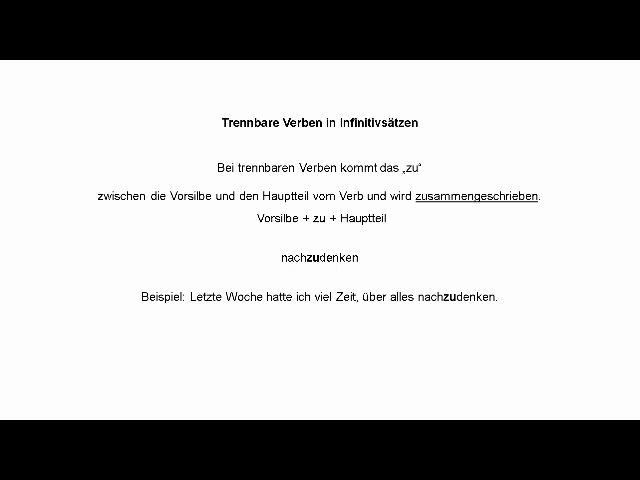 Trennbare Verben in Infinitivsätzen
Bei trennbaren Verben kommt das „zu“
zwischen die Vorsilbe und den Hauptteil vom Verb und wird zusammengeschrieben.
Vorsilbe + zu + Hauptteil
nachzudenken
Beispiel: Letzte Woche hatte ich viel Zeit, über alles nachzudenken.